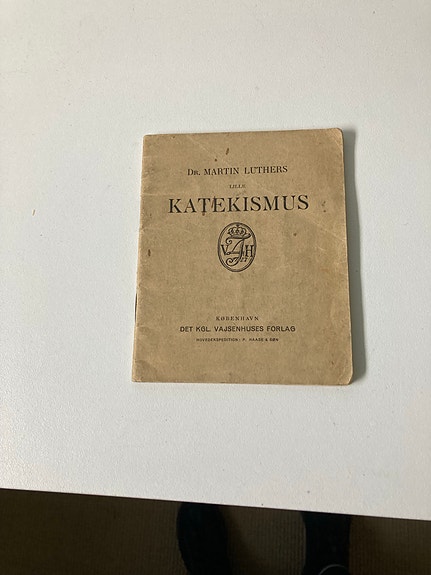 DR. MARTIN LUTHERS
LILLE
KATEKISMUS
V H
KØBENHAVN
DET KGL. VAJSENHUSES FORLAG
HOVEDEKSPEDITION: P. HAASE & SØN